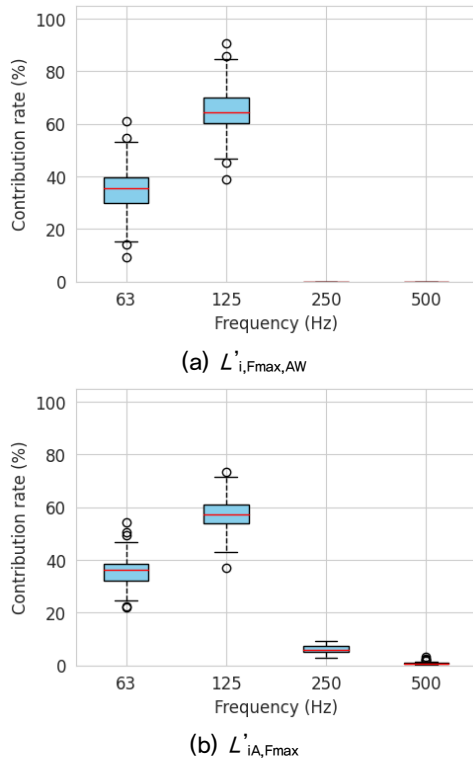 100
80
60
40
20
0
Contribution rate (%)
63 125 250 500
Frequency (Hz)
(a) L'i,Fmax,AW
100
80
60
40
20
0
Contribution rate (%)
63 125 250 500
Frequency (Hz)
(b) L'iA,Fmax